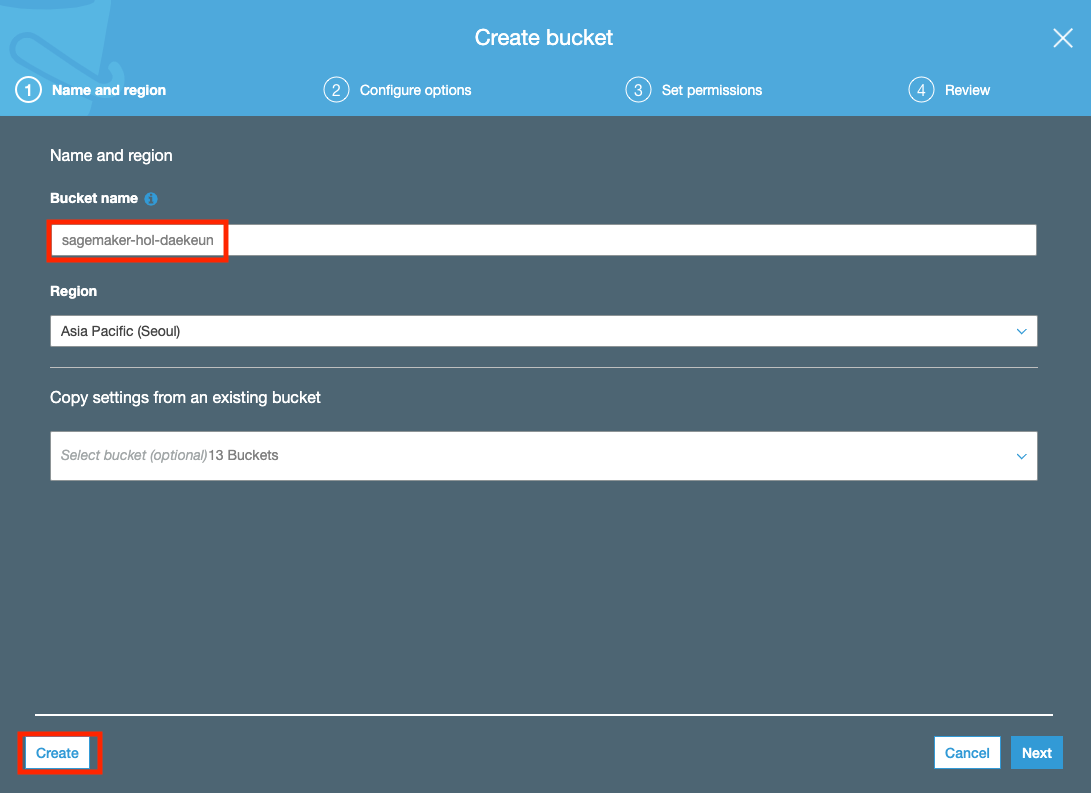 Create bucket
1 Name and region
2 Configure options
3 Set permissions
4 Review
Name and region
Bucket name
sagemaker-hol-daekeun
Region
Asia Pacific (Seoul)
Copy settings from an existing bucket
Select bucket (optional)13 Buckets
Create
Cancel
Next